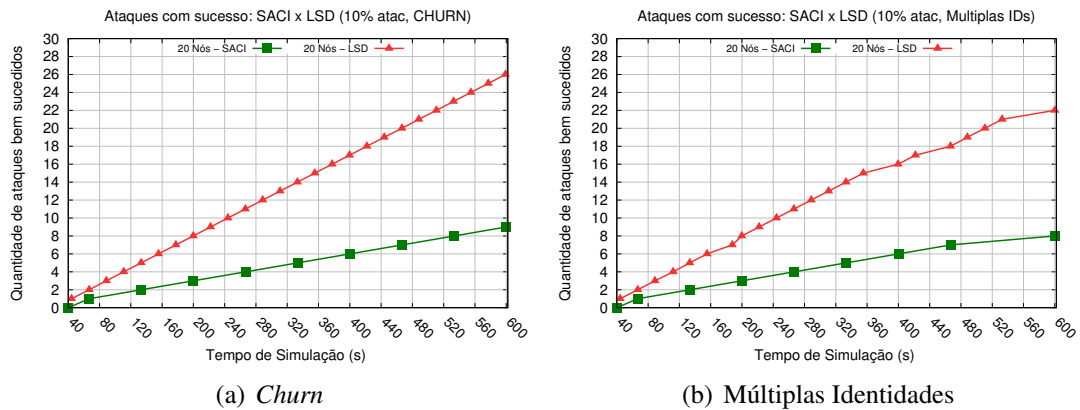 Ataques com sucesso: SACI x LSD (10% atac, CHURN)
Quantidade de ataques bem sucedidos
30
28
26
24
22
20
18
16
14
12
10
8
6
4
2
0
20 Nós – SACI
20 Nós – LSD
40 80 120 160 200 240 280 320 360 400 440 480 520 560 600
Tempo de Simulação (s)
(a) Churn
Ataques com sucesso: SACI x LSD (10% atac, Multiplas IDs)
Quantidade de ataques bem sucedidos
30
28
26
24
22
20
18
16
14
12
10
8
6
4
2
0
20 Nós – SACI
20 Nós – LSD
40 80 120 160 200 240 280 320 360 400 440 480 520 560 600
Tempo de Simulação (s)
(b) Múltiplas Identidades